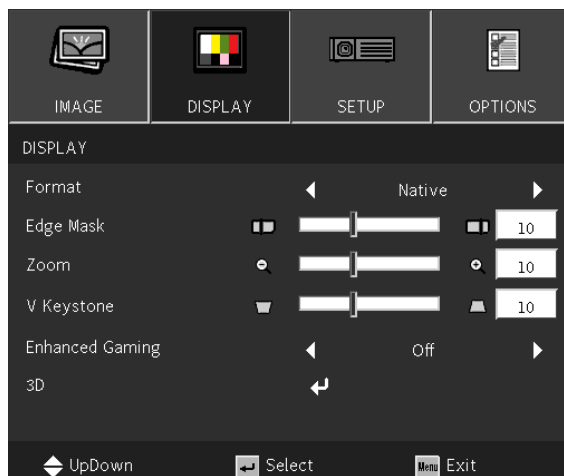 IMAGE DISPLAY SETUP OPTIONS
DISPLAY
Format Native
Edge Mask 10
Zoom 10
V Keystone 10
Enhanced Gaming Off
3D
UpDown Select Menu Exit